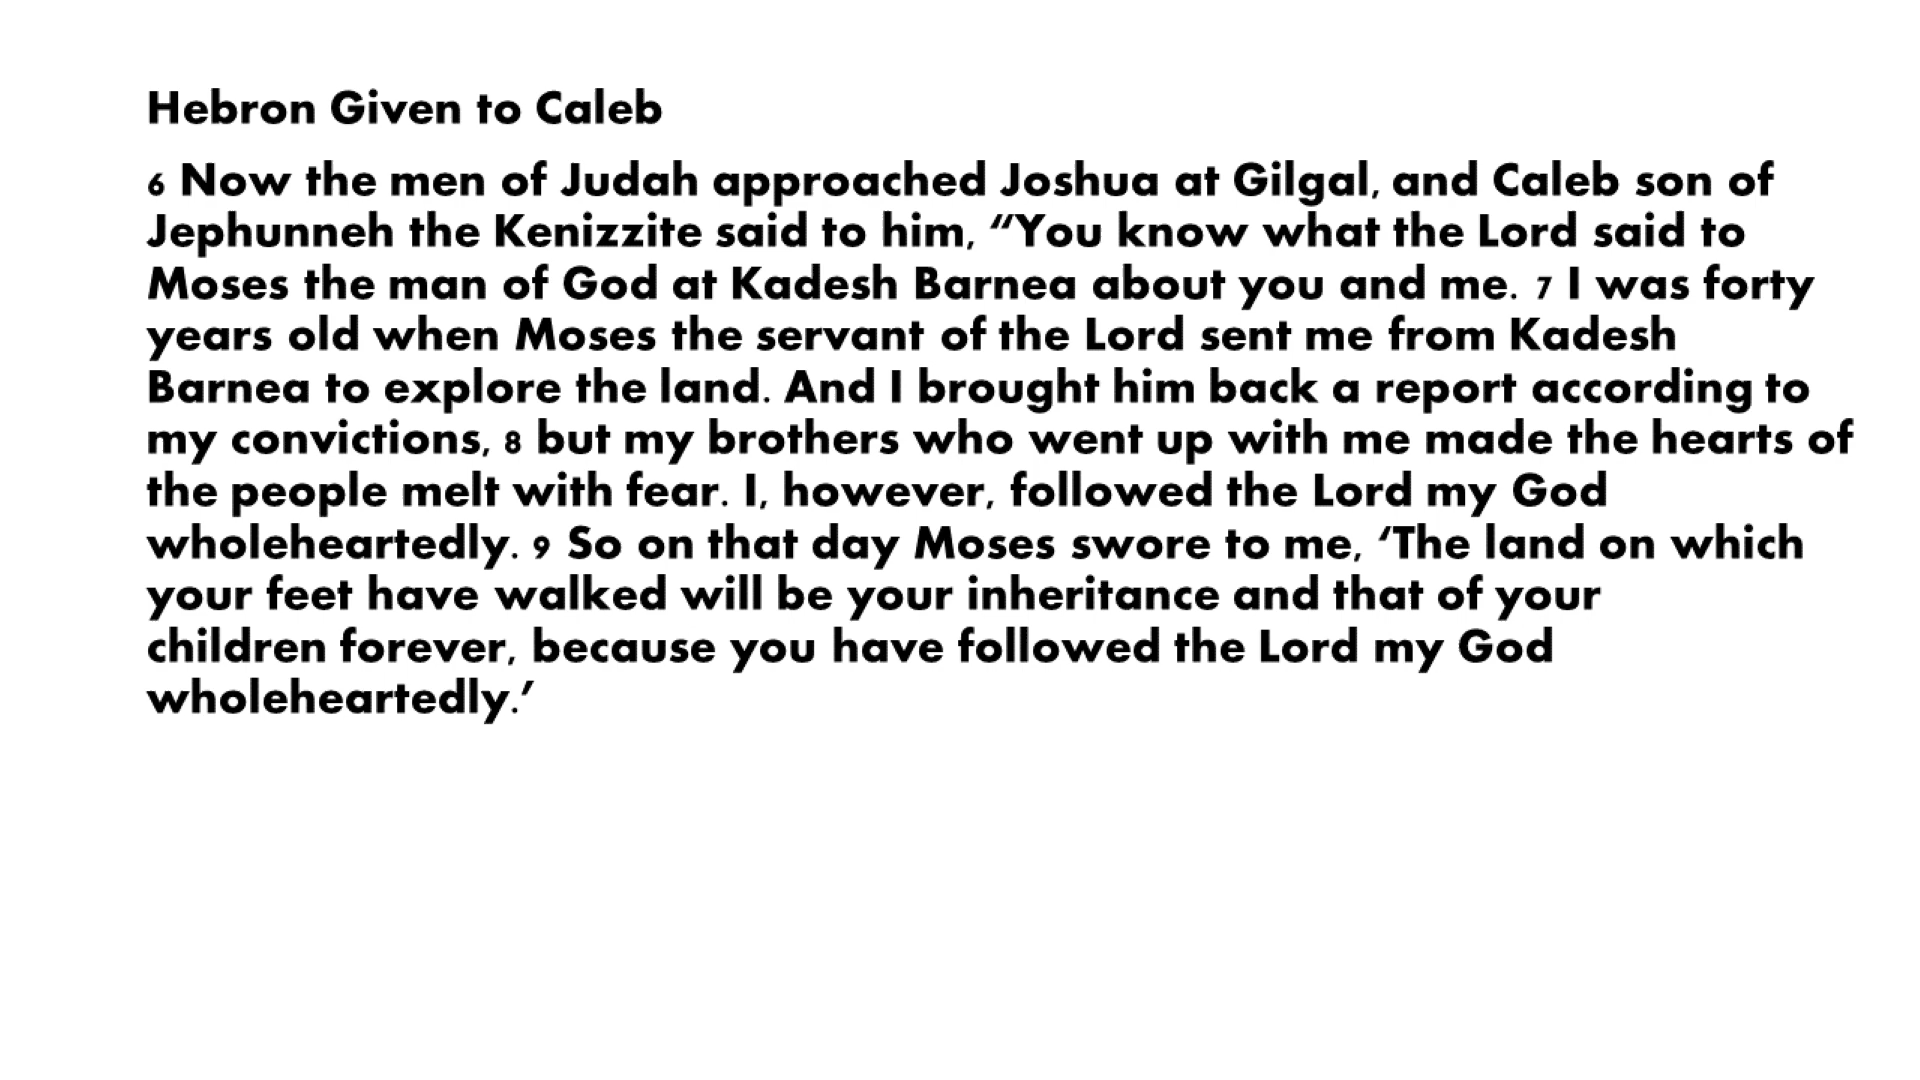 Hebron Given to Caleb
6 Now the men of Judah approached Joshua at Gilgal, and Caleb son of
Jephunneh the Kenizzite said to him, “You know what the Lord said to
Moses the man of God at Kadesh Barnea about you and me. 7 I was forty
years old when Moses the servant of the Lord sent me from Kadesh
Barnea to explore the land. And I brought him back a report according to
my convictions, 8 but my brothers who went up with me made the hearts of
the people melt with fear. I, however, followed the Lord my God
wholeheartedly. 9 So on that day Moses swore to me, ‘The land on which
your feet have walked will be your inheritance and that of your
children forever, because you have followed the Lord my God
wholeheartedly.’